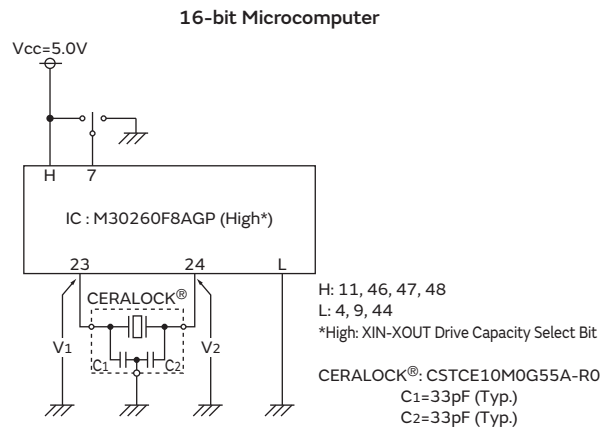 16-bit Microcomputer
Vcc=5.0V
H 7
IC : M30260F8AGP (High*)
23 24 L
CERALOCK®
V1 V2
C1 C2
H: 11, 46, 47, 48
L: 4, 9, 44
*High: XIN-XOUT Drive Capacity Select Bit
CERALOCK®: CSTCE10M0G55A-R0
C1=33pF (Typ.)
C2=33pF (Typ.)